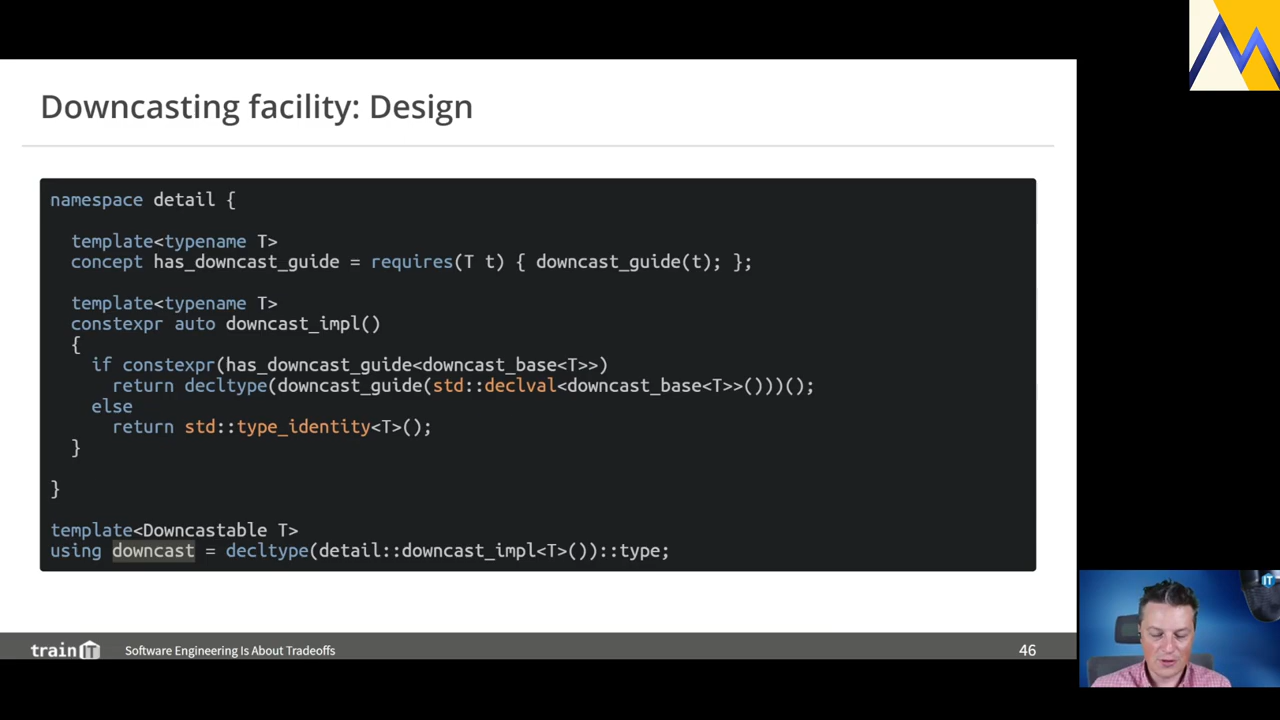 Downcasting facility: Design
namespace detail {
template<typename T>
concept has_downcast_guide = requires(T t) { downcast_guide(t); };
template<typename T>
constexpr auto downcast_impl()
{
if constexpr(has_downcast_guide<downcast_base<T>>)
return decltype(downcast_guide(std::declval<downcast_base<T>>()))();
else
return std::type_identity<T>();
}
}
template<Downcastable T>
using downcast = decltype(detail::downcast_impl<T>())::type;
train IT
Software Engineering Is About Tradeoffs
46
IT